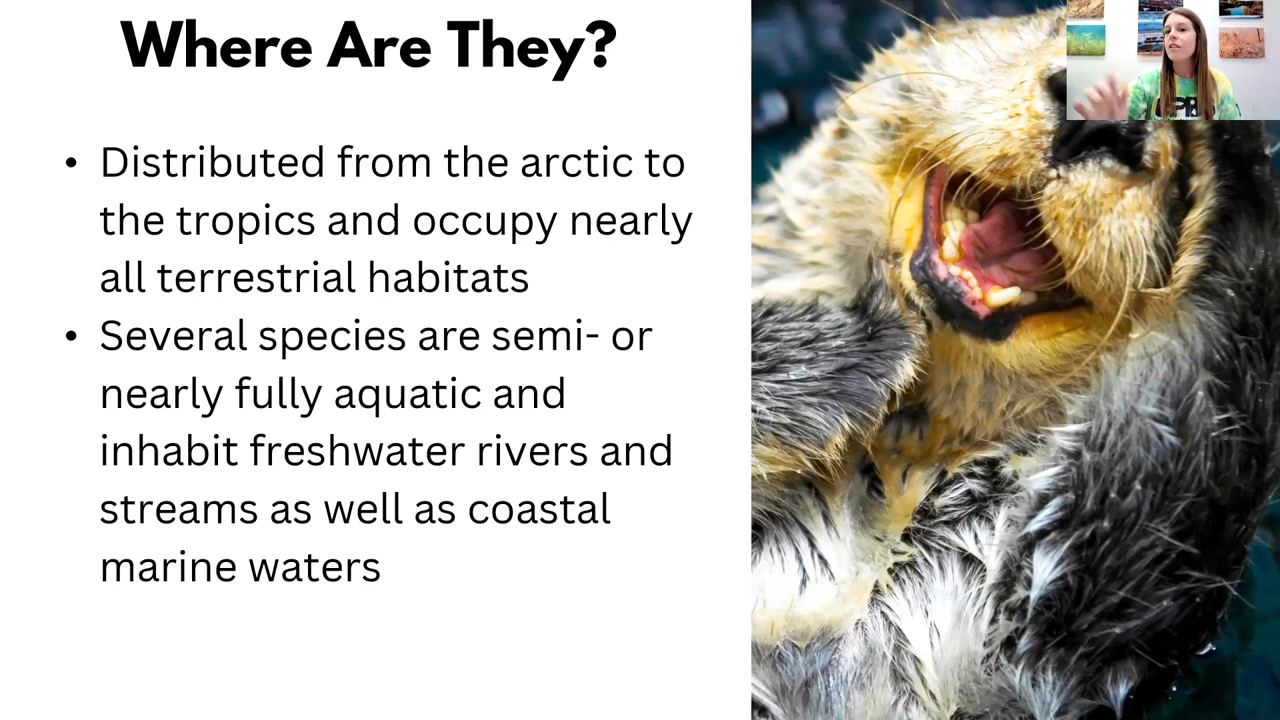 Where Are They?
• Distributed from the arctic to
the tropics and occupy nearly
all terrestrial habitats
• Several species are semi- or
nearly fully aquatic and
inhabit freshwater rivers and
streams as well as coastal
marine waters